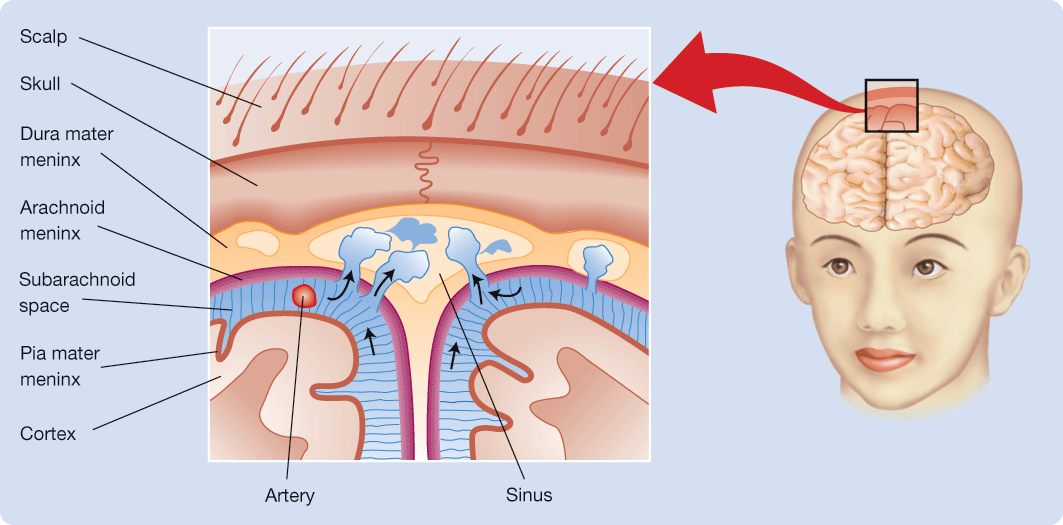 Scalp
Skull
Dura mater
meninx
Arachnoid
meninx
Subarachnoid
space
Pia mater
meninx
Cortex
Artery
Sinus